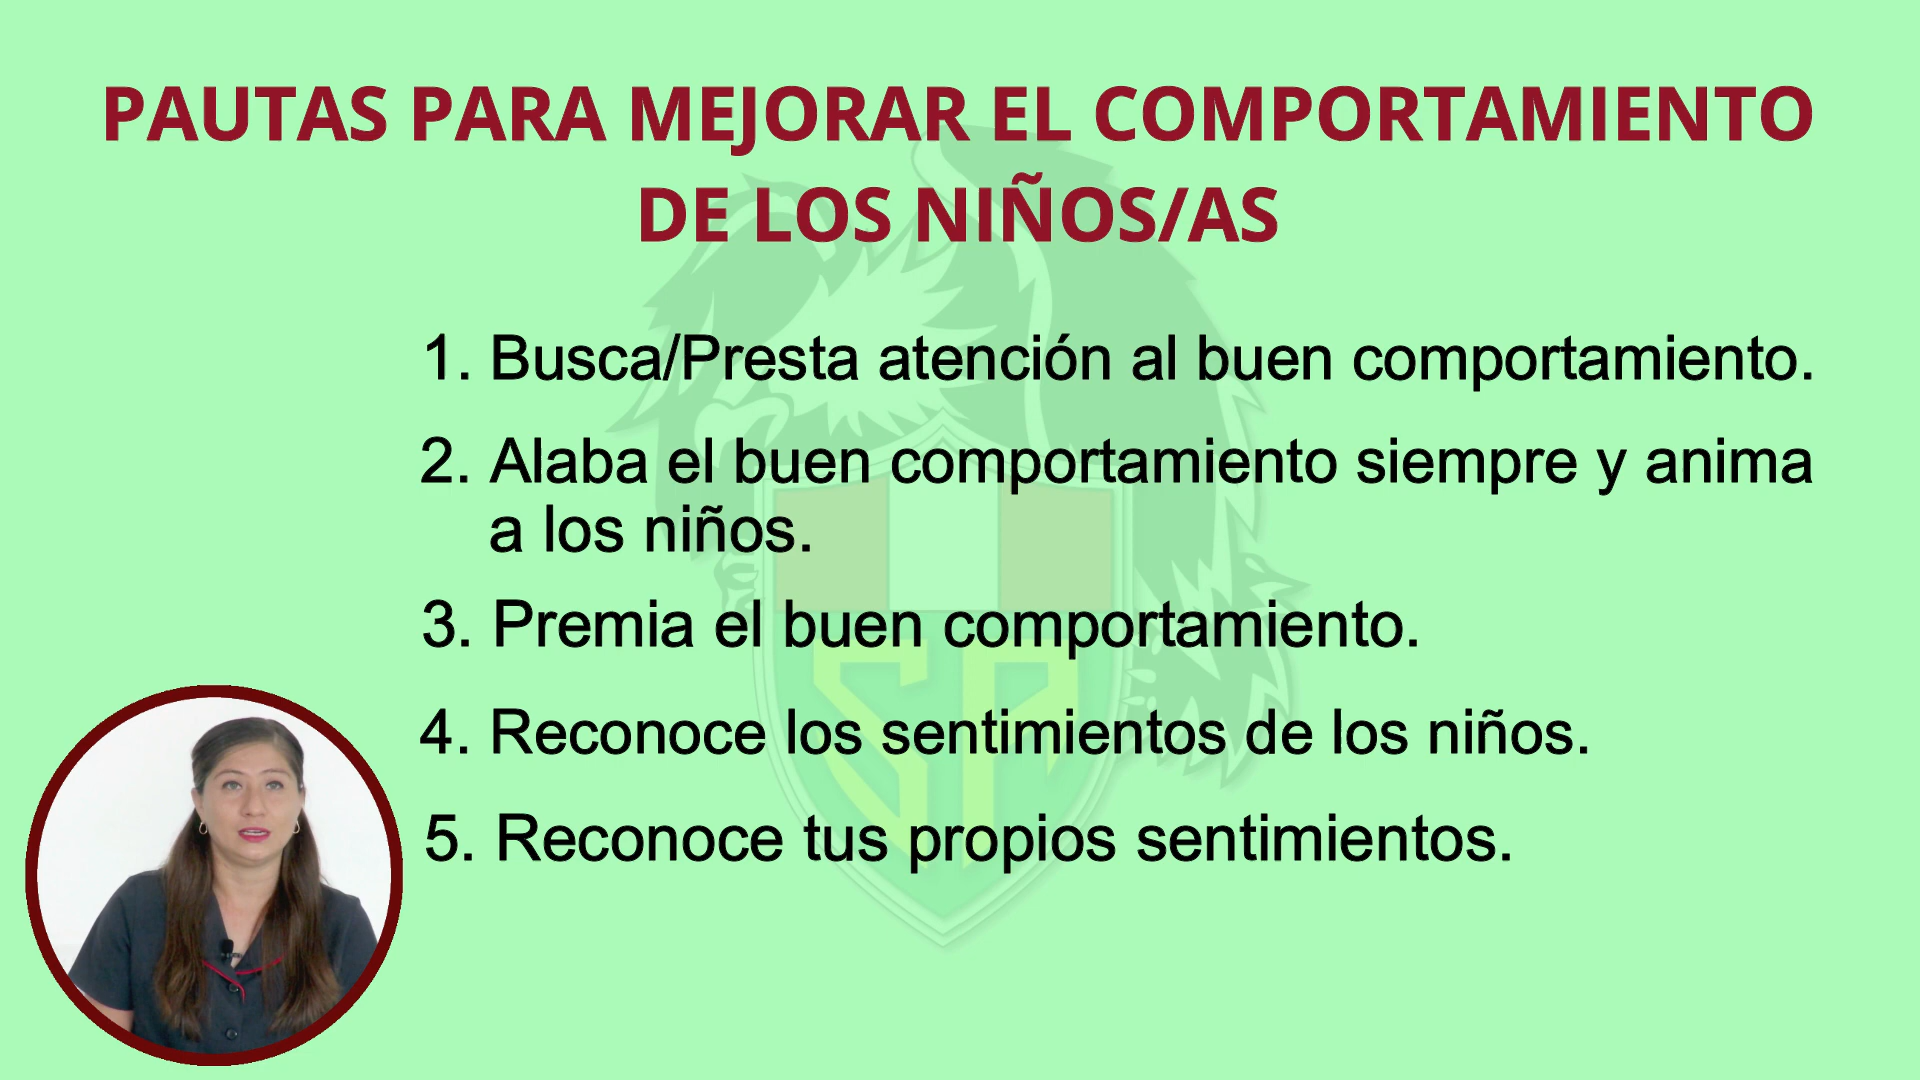 PAUTAS PARA MEJORAR EL COMPORTAMIENTO
DE LOS NIÑOS/AS
1. Busca/Presta atención al buen comportamiento.
2. Alaba el buen comportamiento siempre y anima
a los niños.
3. Premia el buen comportamiento.
4. Reconoce los sentimientos de los niños.
5. Reconoce tus propios sentimientos.
SP